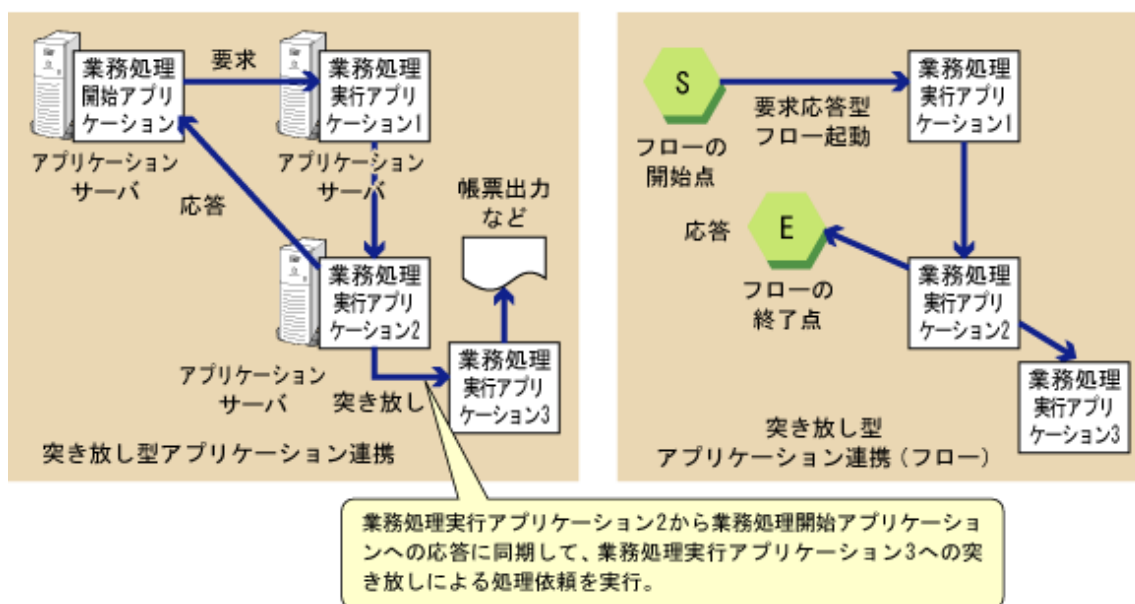 業務処理
開始アプリ
ケーション
要求
業務処理
実行アプリ
ケーション1
アプリケーション
サーバ
アプリケーション
サーバ
応答
帳票出力
など
業務処理
実行アプリ
ケーション2
アプリケーション
サーバ
突き放し
業務処理
実行アプリ
ケーション3
突き放し型アプリケーション連携
S
フローの
開始点
要求応答型
フロー起動
業務処理
実行アプリ
ケーション1
応答
E
フローの
終了点
業務処理
実行アプリ
ケーション2
業務処理
実行アプリ
ケーション3
突き放し型
アプリケーション連携(フロー)
業務処理実行アプリケーション2から業務処理開始アプリケーショ
ンへの応答に同期して、業務処理実行アプリケーション3への突
き放しによる処理依頼を実行。